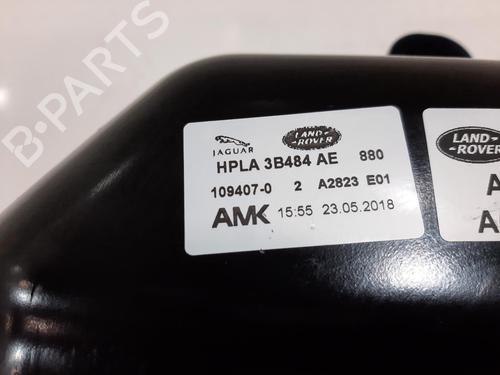 B-PARTS
JAGUAR
LAND ROVER
HPLA 3B484 AE 880
109407-0 2 A2823 E01
AMK 15:55 23.05.2018
LAND
ROVER
A
A